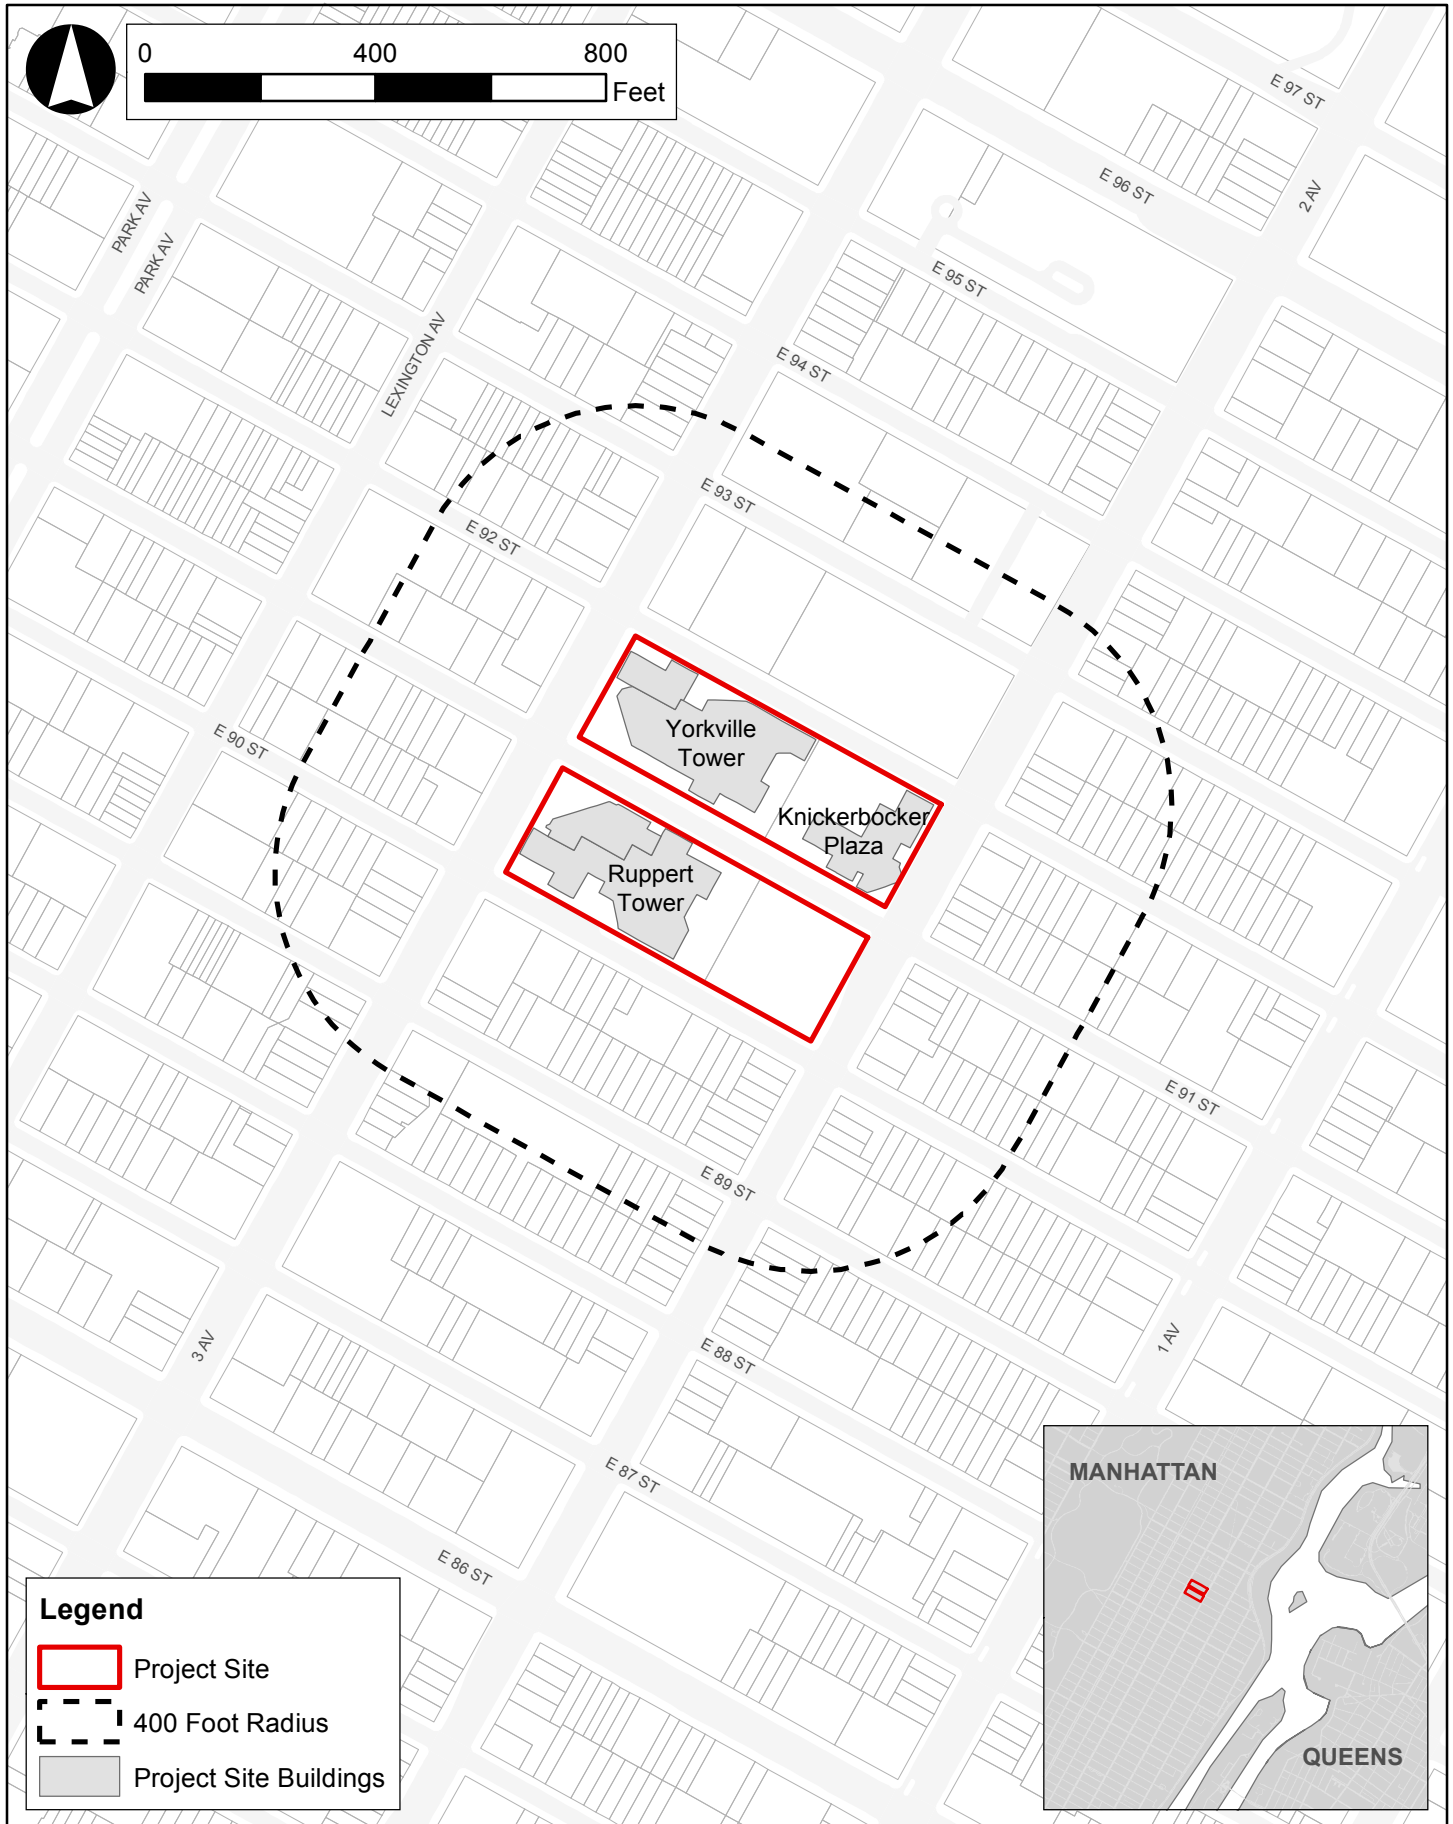 0 400 800
Feet
E 97 ST
E 96 ST
2 AV
PARK AV
PARK AV
E 95 ST
LEXINGTON AV
E 94 ST
E 93 ST
E 92 ST
Yorkville
Tower
E 90 ST
Knickerbocker
Plaza
Ruppert
Tower
E 91 ST
E 89 ST
3 AV
1 AV
E 88 ST
E 87 ST
E 86 ST
MANHATTAN
QUEENS
Legend
Project Site
400 Foot Radius
Project Site Buildings